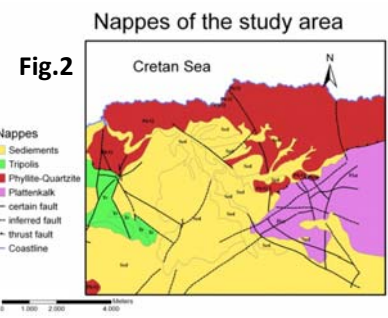 Nappes of the study area
Fig.2
Cretan Sea
N
Nappes
Sediements
Tripolis
Phyllite-Quartzite
Plattenkalk
certain fault
inferred fault
thrust fault
Coastline
Meters
0 1.000 2.000 4.000